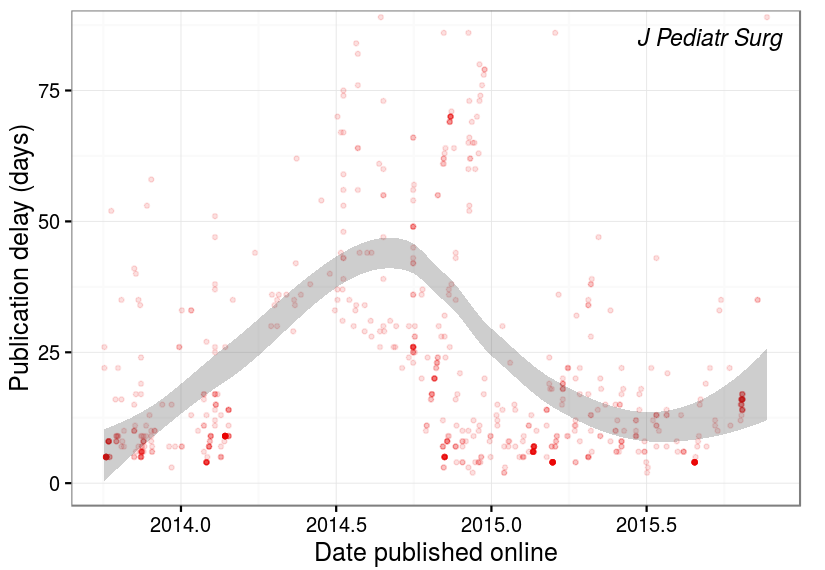 J Pediatr Surg
Publication delay (days)
75
50
25
0
2014.0
2014.5
2015.0
2015.5
Date published online